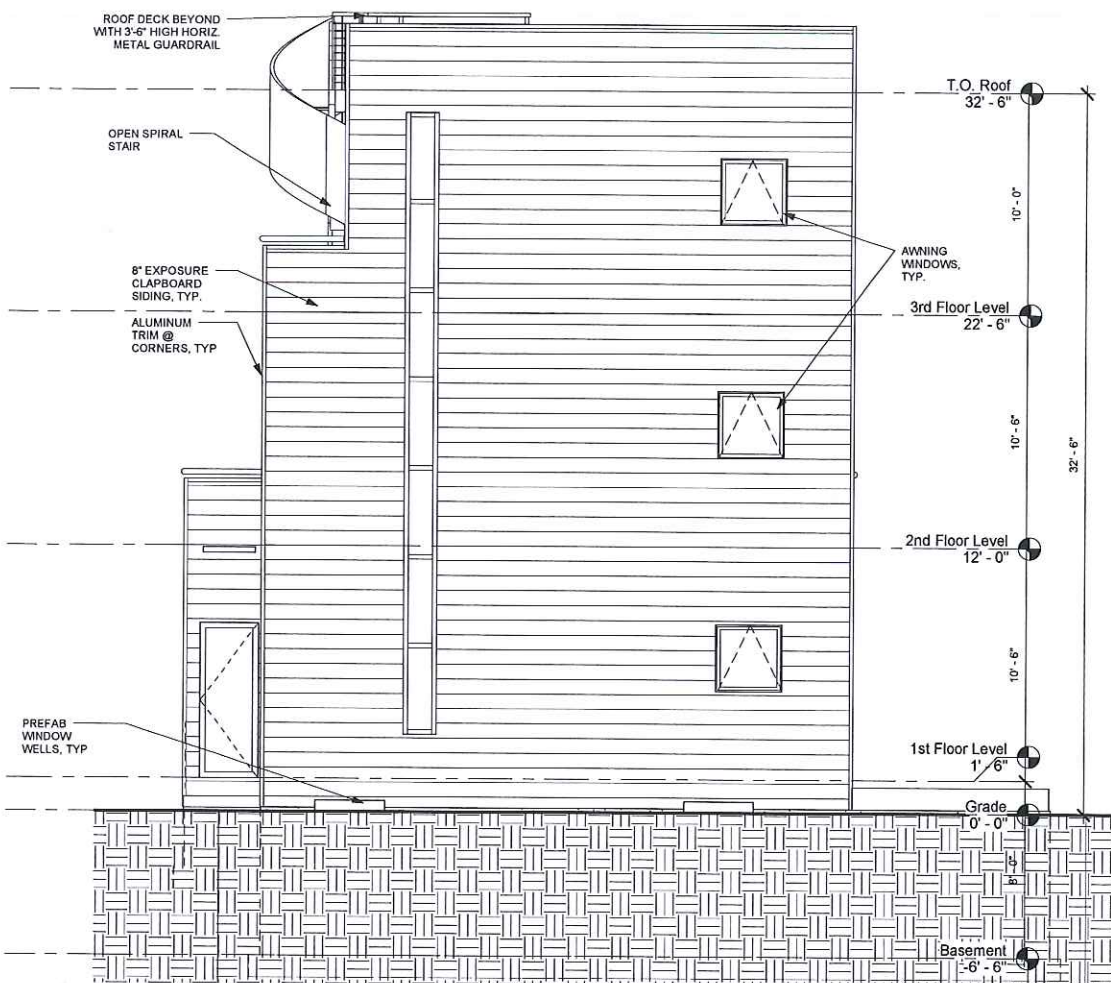 ROOF DECK BEYOND
WITH 3'-6" HIGH HORIZ.
METAL GUARDRAIL
OPEN SPIRAL
STAIR
8" EXPOSURE
CLAPBOARD
SIDING, TYP.
ALUMINUM
TRIM @
CORNERS, TYP
PREFAB
WINDOW
WELLS, TYP
AWNING
WINDOWS,
TYP.
T.O. Roof
32' - 6"
10' - 0"
3rd Floor Level
22' - 6"
10' - 6"
32' - 6"
2nd Floor Level
12' - 0"
10' - 6"
1st Floor Level
1' - 6"
Grade
0' - 0"
8' - 0"
Basement
-6' - 6"